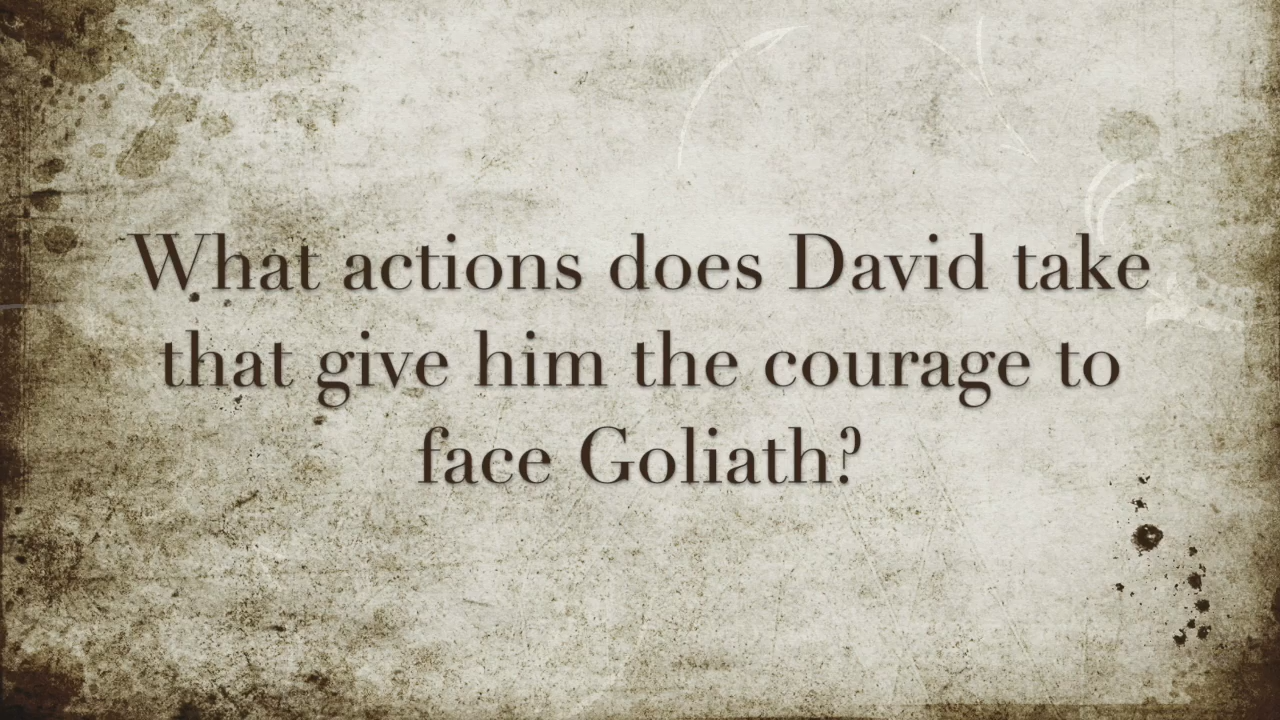 What actions does David take
that give him the courage to
face Goliath?